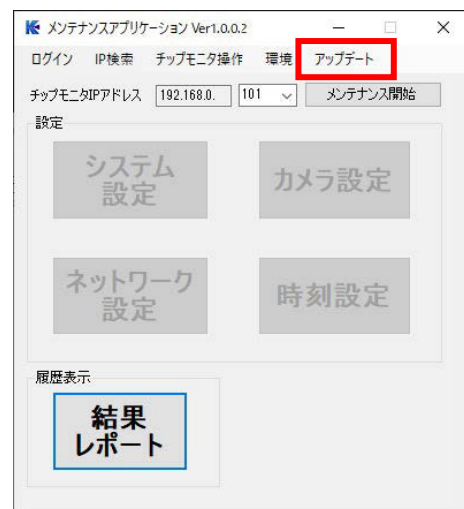 メンテナンスアプリケーション Ver1.0.0.2
ログイン IP検索 チップモニタ操作 環境 アップデート
チップモニタIPアドレス 192.168.0. 101 メンテナンス開始
設定
システム
設定
カメラ設定
ネットワーク
設定
時刻設定
履歴表示
結果
レポート